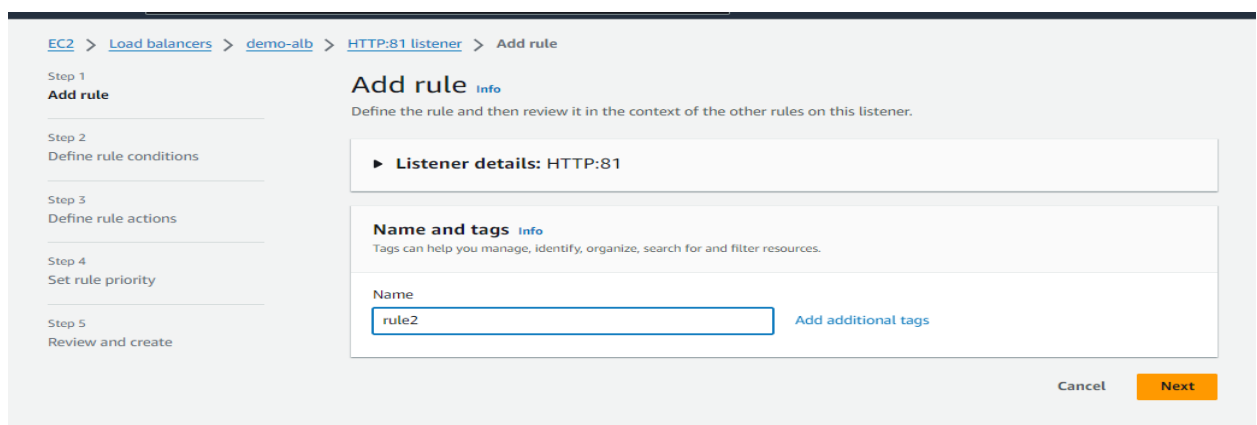 EC2 > Load balancers > demo-alb > HTTP:81 listener > Add rule
Step 1
Add rule
Step 2
Define rule conditions
Step 3
Define rule actions
Step 4
Set rule priority
Step 5
Review and create
Add rule Info
Define the rule and then review it in the context of the other rules on this listener.
▶ Listener details: HTTP:81
Name and tags Info
Tags can help you manage, identify, organize, search for and filter resources.
Name
rule2
Add additional tags
Cancel
Next